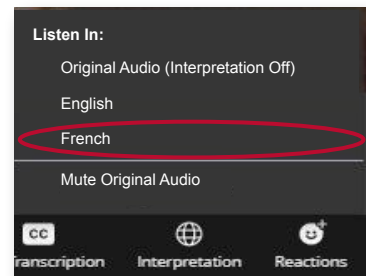 Listen In:
Original Audio (Interpretation Off)
English
French
Mute Original Audio
CC
ranscription Interpretation Reactions